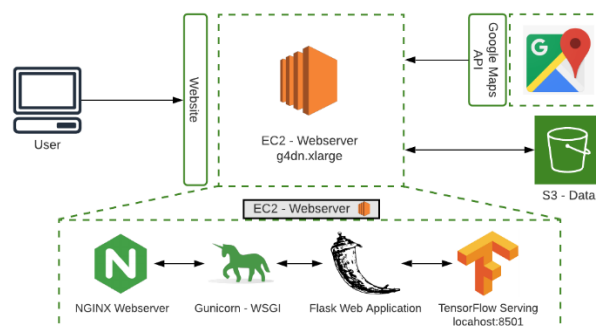 User
Website
EC2 - Webserver
g4dn.xlarge
Google Maps
API
G
S3 - Data
EC2 - Webserver
N
NGINX Webserver
Gunicorn - WSGI
Flask Web Application
TensorFlow Serving
locahost:8501